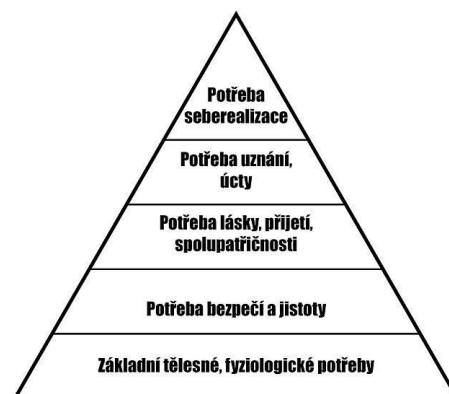 Potřeba
seberealizace
Potřeba uznání,
úcty
Potřeba lásky, přijetí,
spolupatřičnosti
Potřeba bezpečí a jistoty
Základní tělesné, fyziologické potřeby